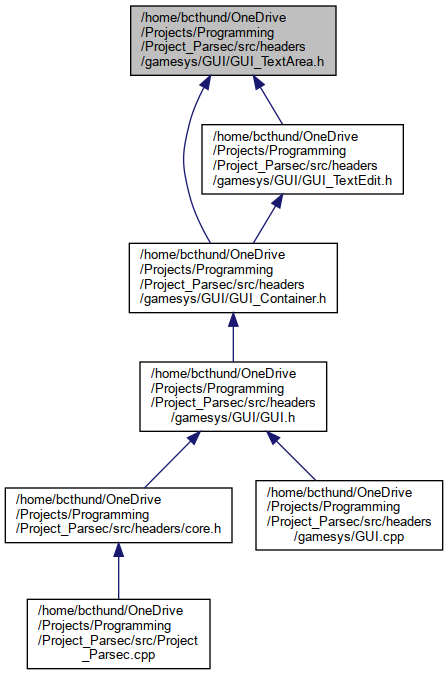 /home/bcthund/OneDrive
/Projects/Programming
/Project_Parsec/src/headers
/gamesys/GUI/GUI_TextArea.h
/home/bcthund/OneDrive
/Projects/Programming
/Project_Parsec/src/headers
/gamesys/GUI/GUI_TextEdit.h
/home/bcthund/OneDrive
/Projects/Programming
/Project_Parsec/src/headers
/gamesys/GUI/GUI_Container.h
/home/bcthund/OneDrive
/Projects/Programming
/Project_Parsec/src/headers
/gamesys/GUI/GUI.h
/home/bcthund/OneDrive
/Projects/Programming
/Project_Parsec/src/headers/core.h
/home/bcthund/OneDrive
/Projects/Programming
/Project_Parsec/src/headers
/gamesys/GUI.cpp
/home/bcthund/OneDrive
/Projects/Programming
/Project_Parsec/src/Project
_Parsec.cpp